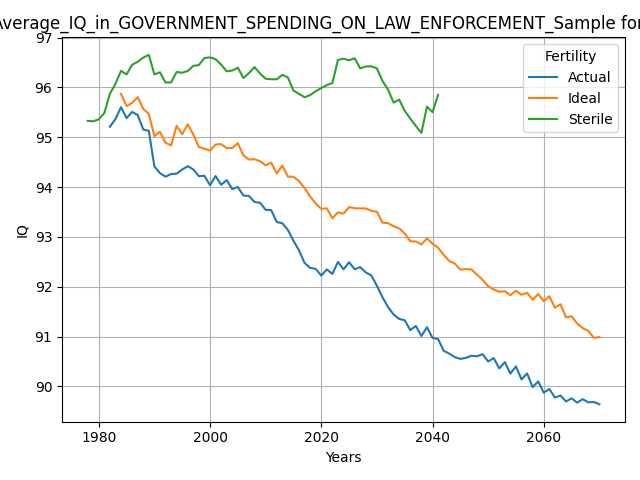 Average_IQ_in_GOVERNMENT_SPENDING_ON_LAW_ENFORCEMENT_Sample for
97
96
95
94
93
92
91
90
IQ
Fertility
Actual
Ideal
Sterile
1980 2000 2020 2040 2060
Years